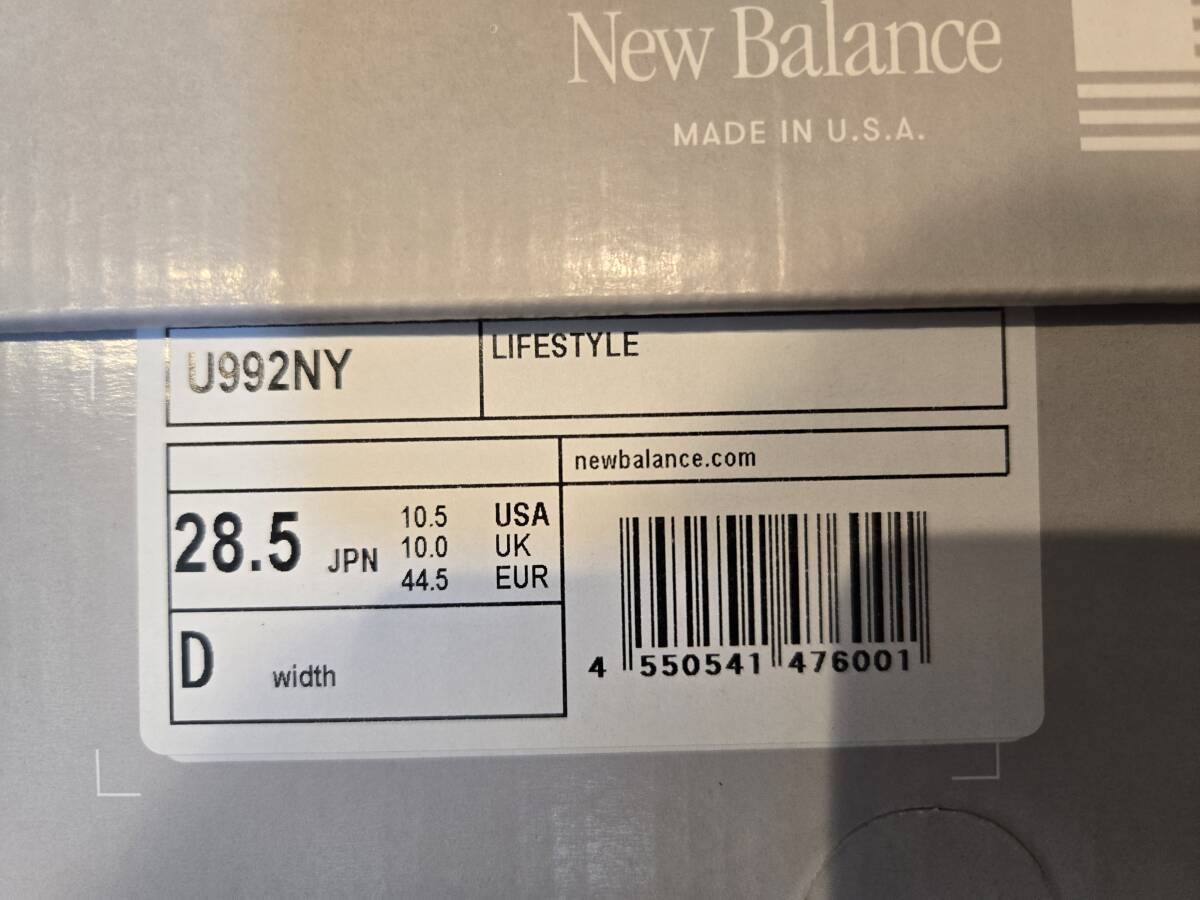 New Balance
MADE IN U.S.A.
U992NY
LIFESTYLE
newbalance.com
28.5 JPN
10.5 USA
10.0 UK
44.5 EUR
D width
4 550541 476001